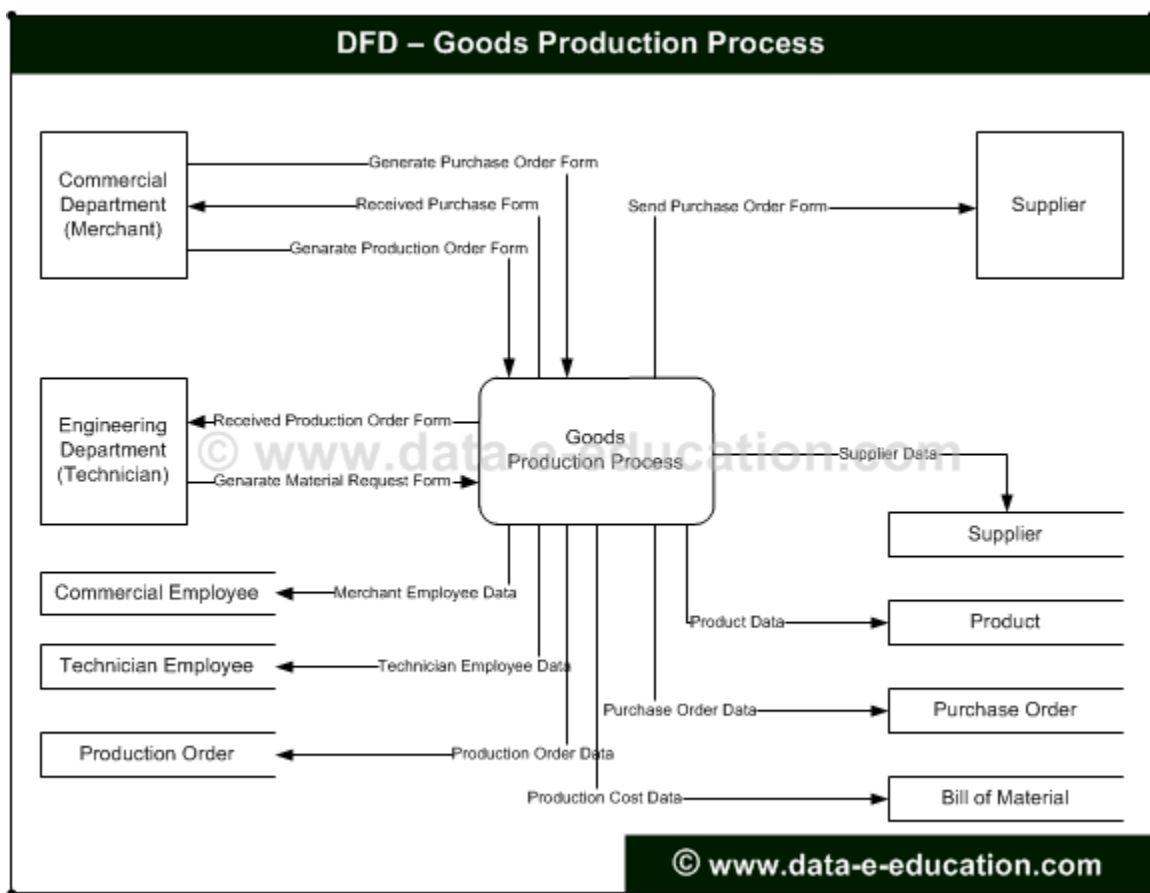 DFD – Goods Production Process
Commercial
Department
(Merchant)
Generate Purchase Order Form
Received Purchase Form
Genarate Production Order Form
Send Purchase Order Form
Supplier
Engineering
Department
(Technician)
Received Production Order Form
Genarate Material Request Form
Goods
Production Process
© www.data-e-education.com
Supplier Data
Supplier
Commercial Employee
Merchant Employee Data
Product Data
Product
Technician Employee
Technician Employee Data
Purchase Order Data
Purchase Order
Production Order
Production Order Data
Production Cost Data
Bill of Material
© www.data-e-education.com